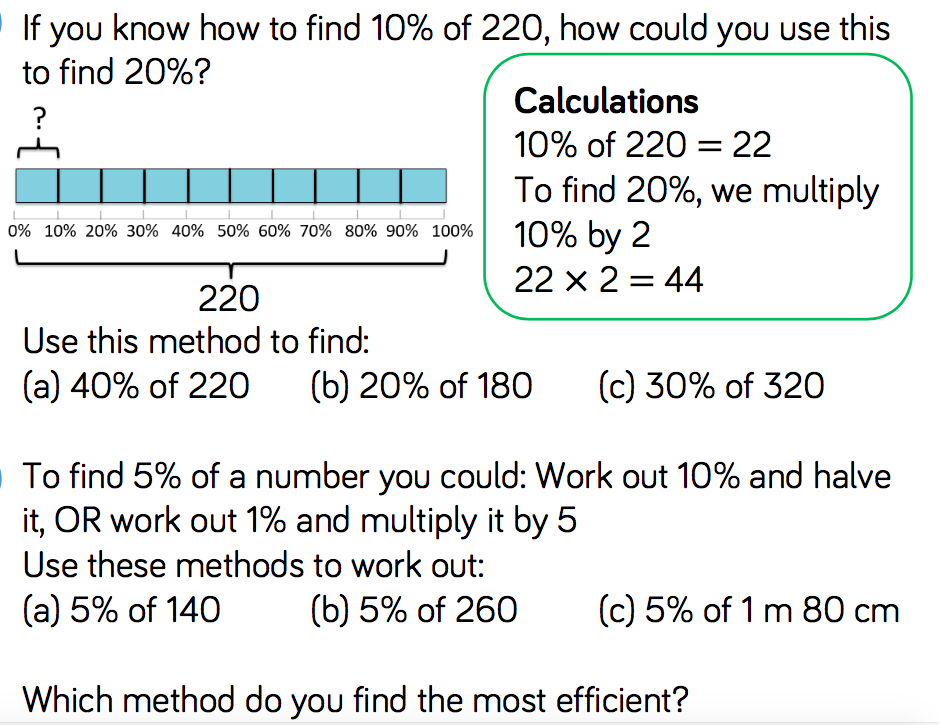 If you know how to find 10% of 220, how could you use this
to find 20%?
?
0% 10% 20% 30% 40% 50% 60% 70% 80% 90% 100%
220
Calculations
10% of 220 = 22
To find 20%, we multiply
10% by 2
22 × 2 = 44
Use this method to find:
(a) 40% of 220 (b) 20% of 180 (c) 30% of 320
To find 5% of a number you could: Work out 10% and halve
it, OR work out 1% and multiply it by 5
Use these methods to work out:
(a) 5% of 140 (b) 5% of 260 (c) 5% of 1 m 80 cm
Which method do you find the most efficient?